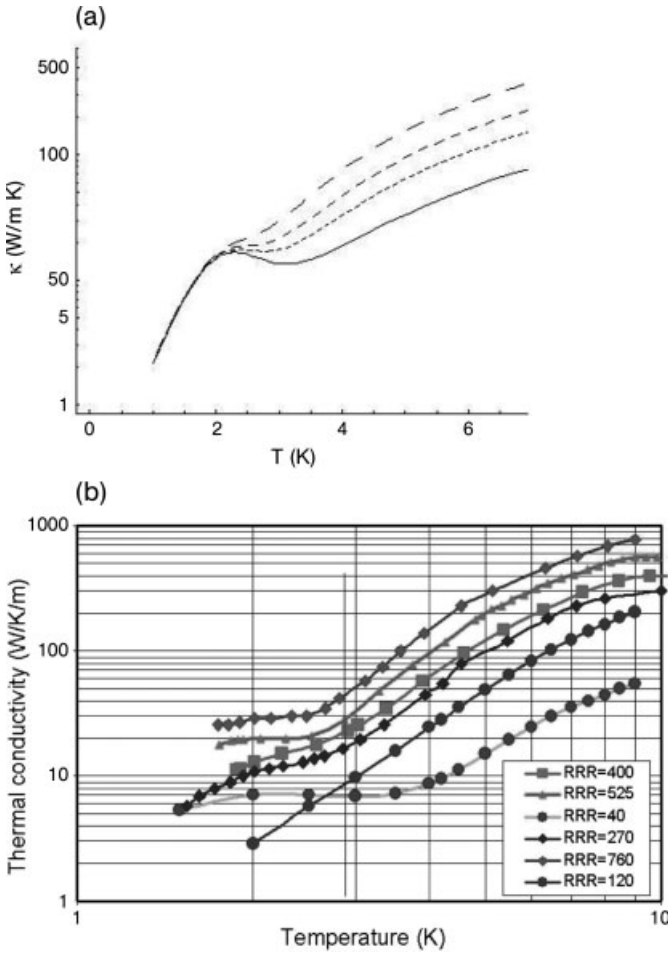 (a)
500
100
50
5
1
κ (W/m K)
0 2 4 6
T (K)
(b)
1000
100
10
1
Thermal conductivity (W/K/m)
RRR=400
RRR=525
RRR=40
RRR=270
RRR=760
RRR=120
1 10
Temperature (K)